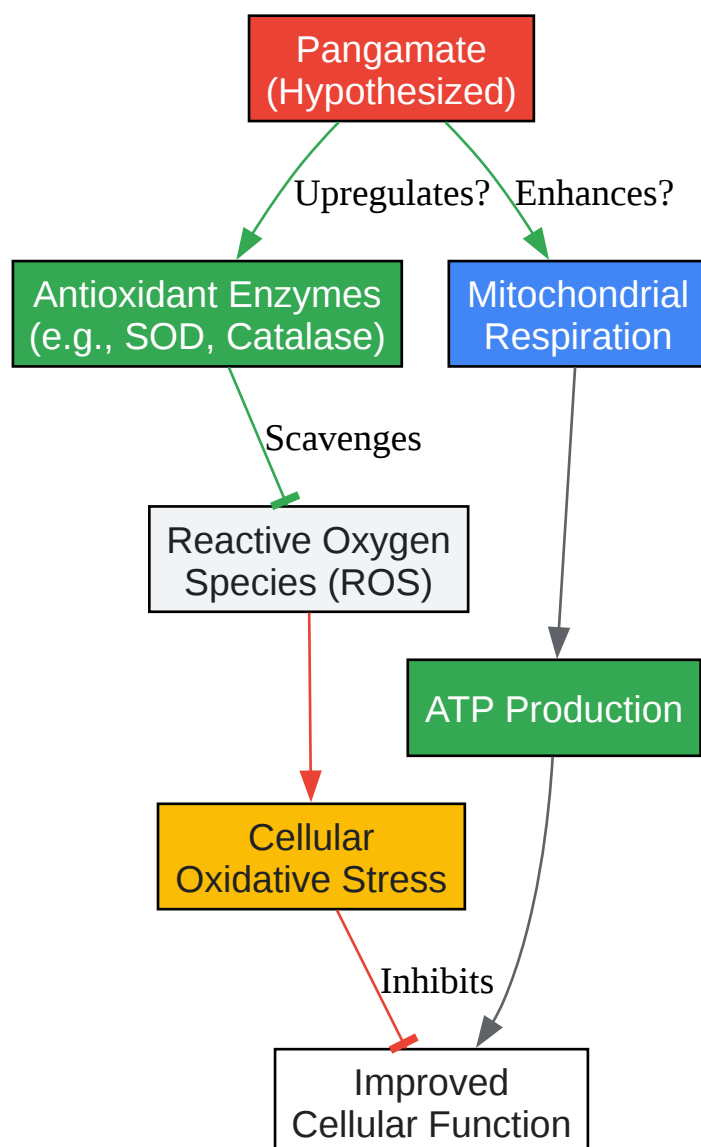 Pangamate
(Hypothesized)
Upregulates?
Enhances?
Antioxidant Enzymes
(e.g., SOD, Catalase)
Mitochondrial
Respiration
Scavenges
Reactive Oxygen
Species (ROS)
ATP Production
Cellular
Oxidative Stress
Inhibits
Improved
Cellular Function